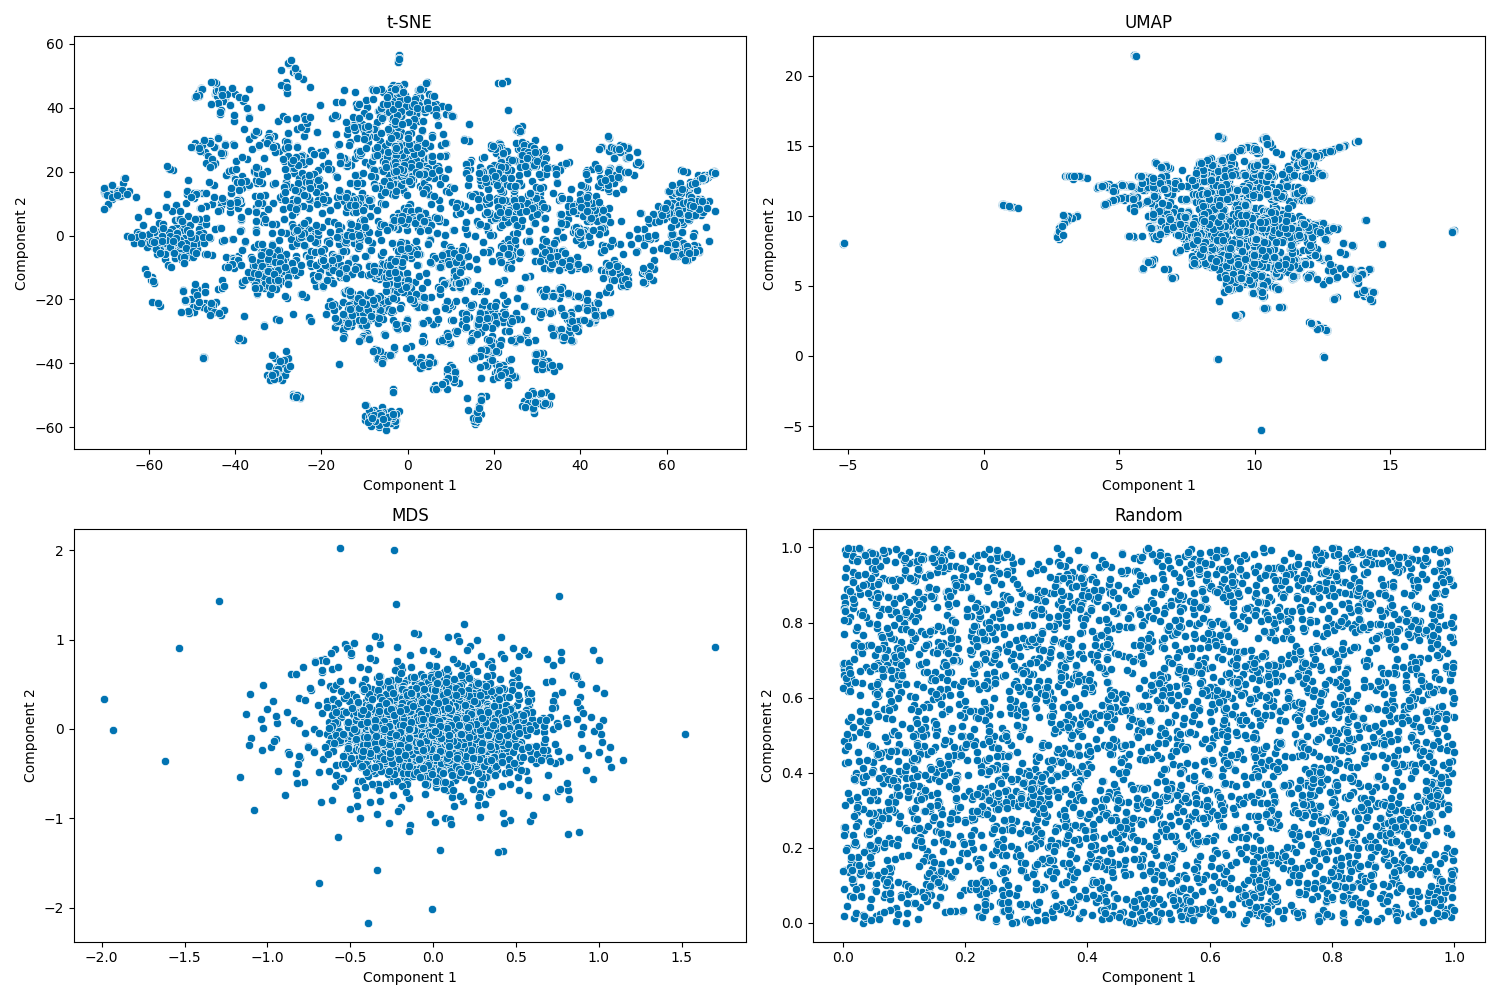 t-SNE
60
40
20
0
−20
−40
−60
Component 2
−60 −40 −20 0 20 40 60
Component 1
UMAP
20
15
10
5
0
−5
Component 2
−5 0 5 10 15
Component 1
MDS
2
1
0
−1
−2
Component 2
−2.0 −1.5 −1.0 −0.5 0.0 0.5 1.0 1.5
Component 1
Random
1.0
0.8
0.6
0.4
0.2
0.0
Component 2
0.0 0.2 0.4 0.6 0.8 1.0
Component 1